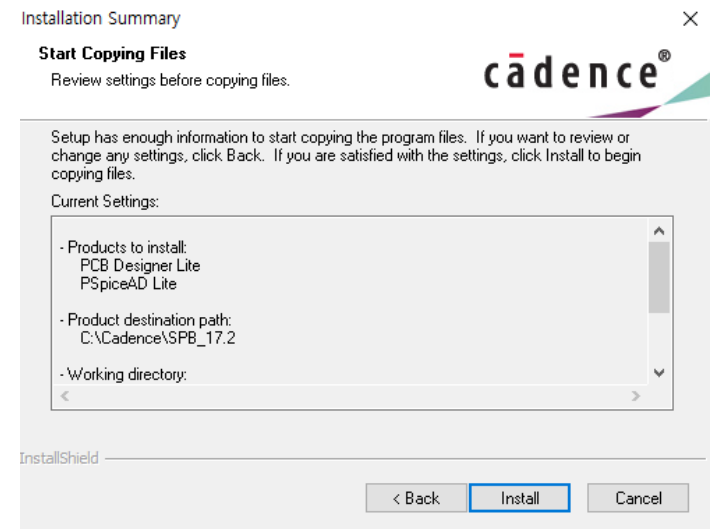 Installation Summary
Start Copying Files
Review settings before copying files.
cādence®
Setup has enough information to start copying the program files. If you want to review or
change any settings, click Back. If you are satisfied with the settings, click Install to begin
copying files.
Current Settings:
- Products to install:
PCB Designer Lite
PSpiceAD Lite
- Product destination path:
C:\Cadence\SPB_17.2
- Working directory:
InstallShield
< Back
Install
Cancel